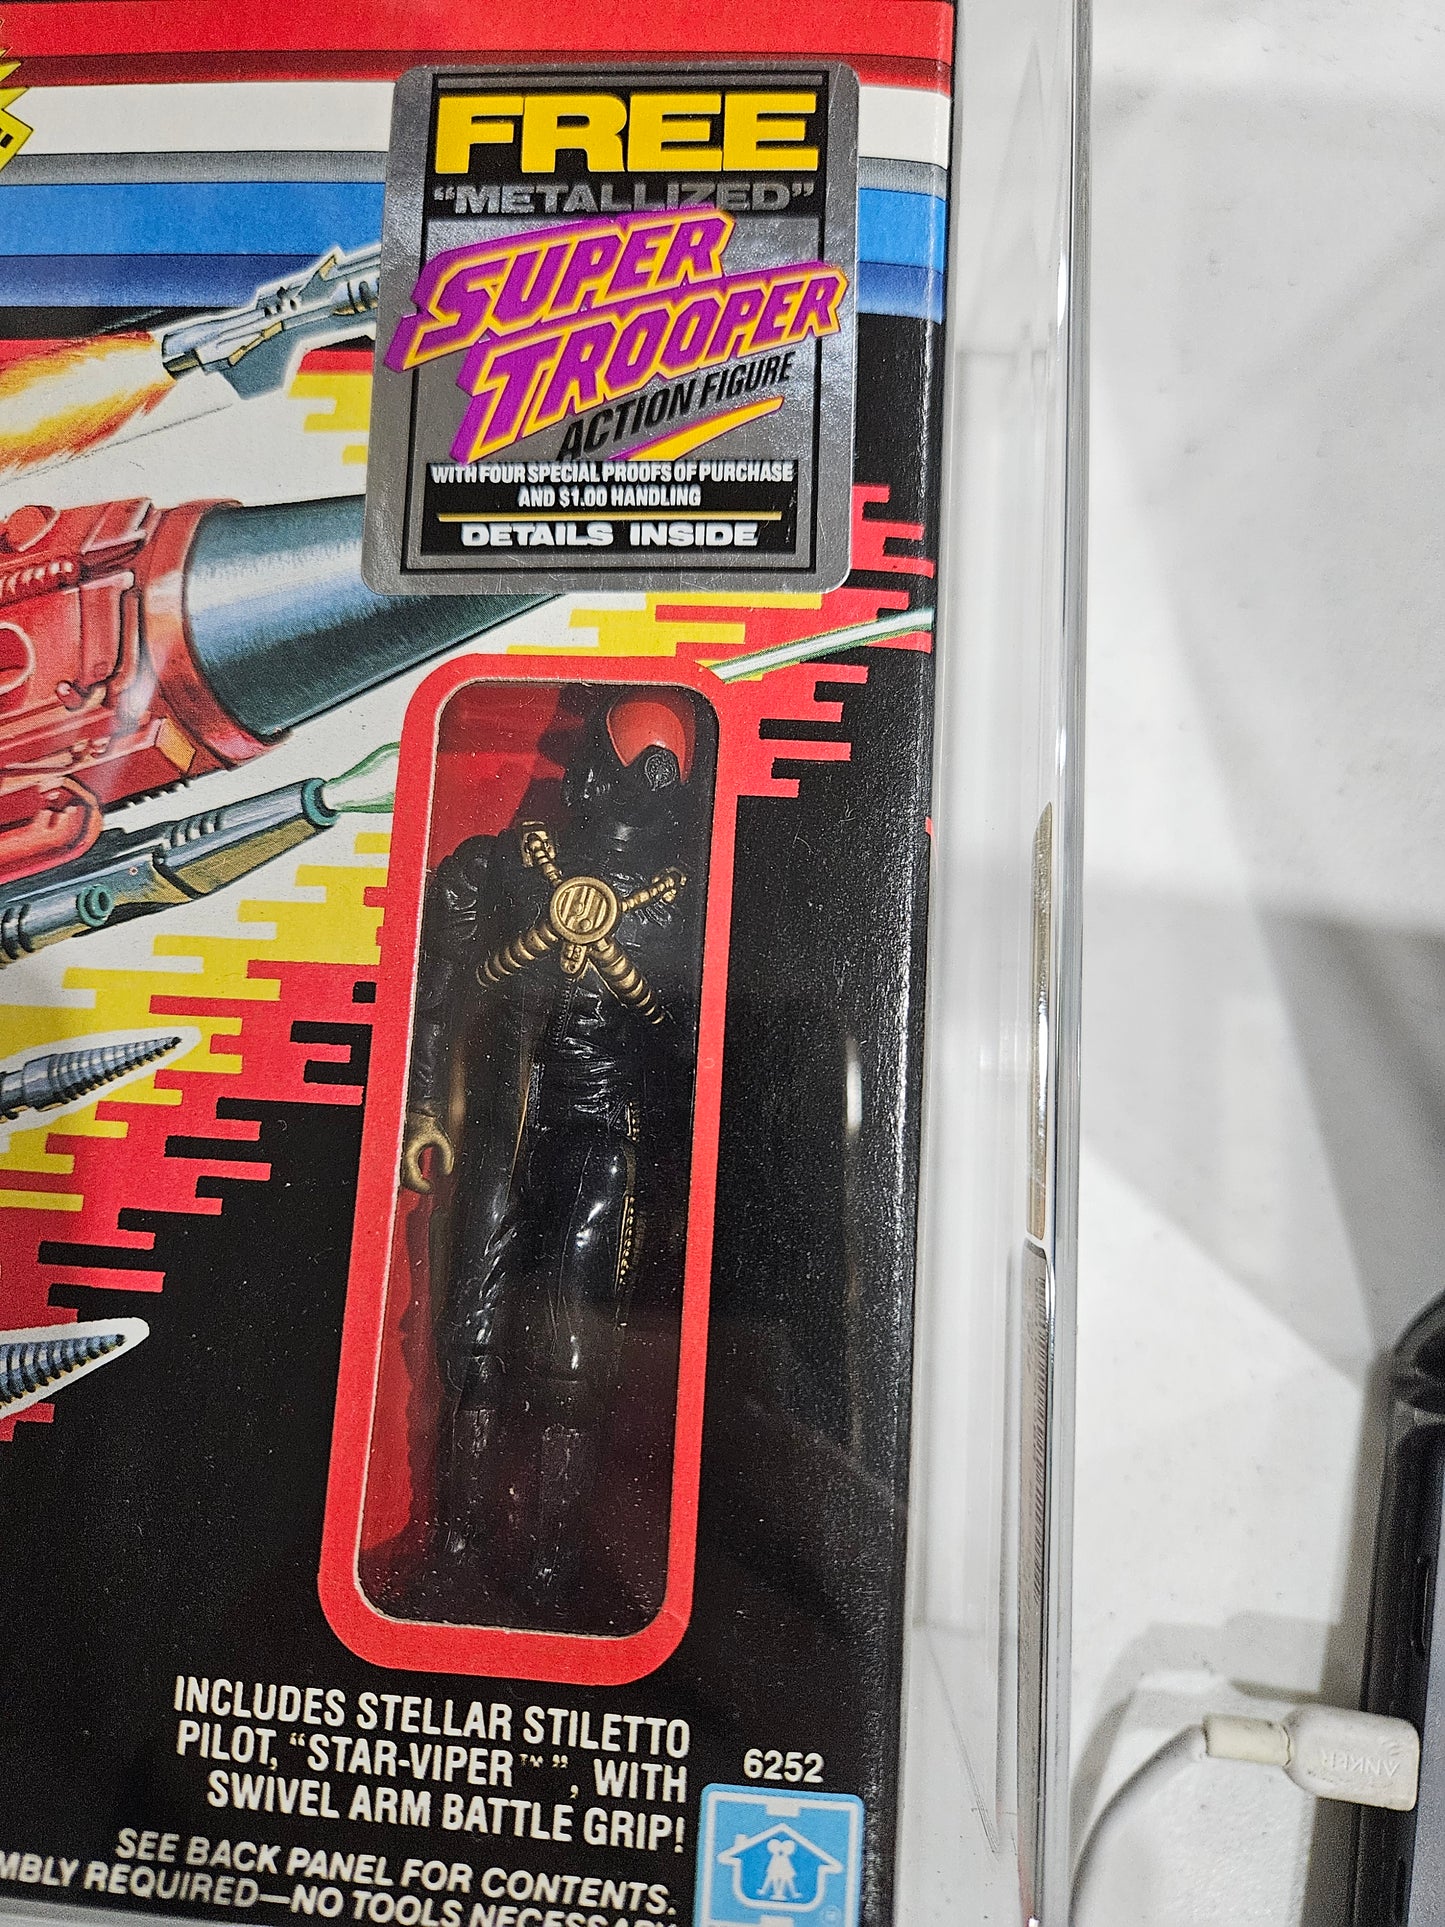 FREE
"METALLIZED"
SUPER
TROOPER
ACTION FIGURE
WITH FOUR SPECIAL PROOFS OF PURCHASE
AND $1.00 HANDLING
DETAILS INSIDE
INCLUDES STELLAR STILETTO
PILOT, "STAR-VIPER™", WITH
SWIVEL ARM BATTLE GRIP!
6252
SEE BACK PANEL FOR CONTENTS.
MBLY REQUIRED—NO TOOLS NECESSARY
ANKER